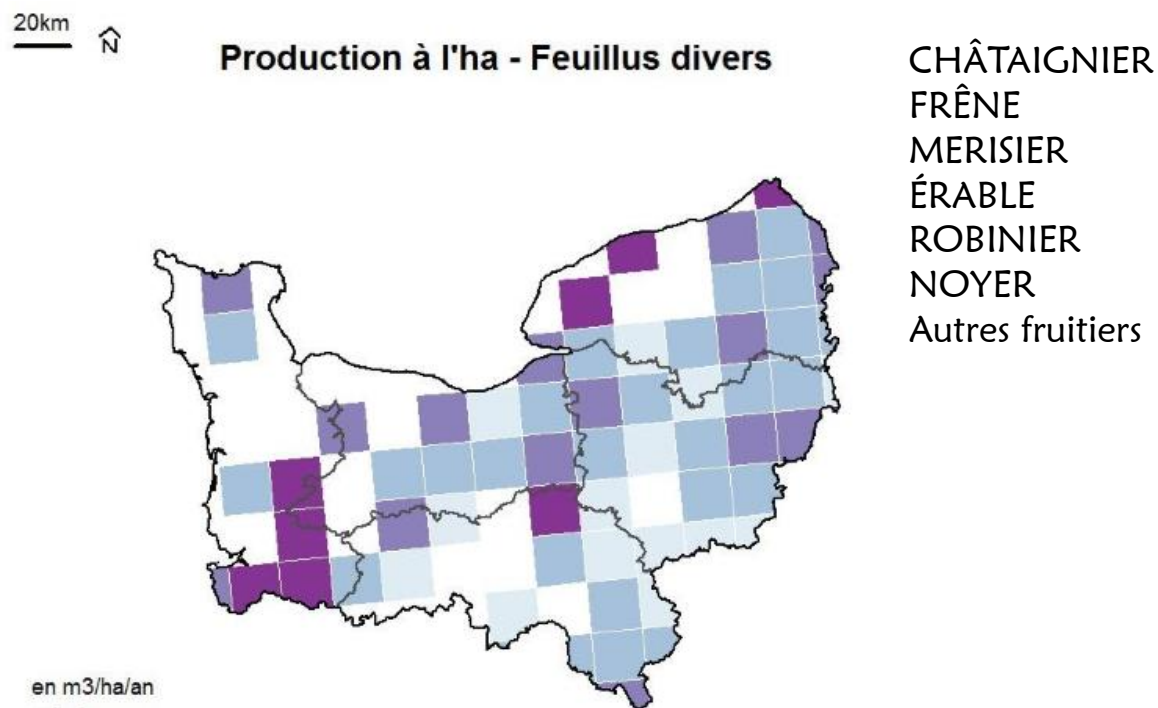 20km
N
Production à l'ha - Feuillus divers
CHÂTAIGNIER
FRÊNE
MERISIER
ÉRABLE
ROBINIER
NOYER
Autres fruitiers
en m3/ha/an